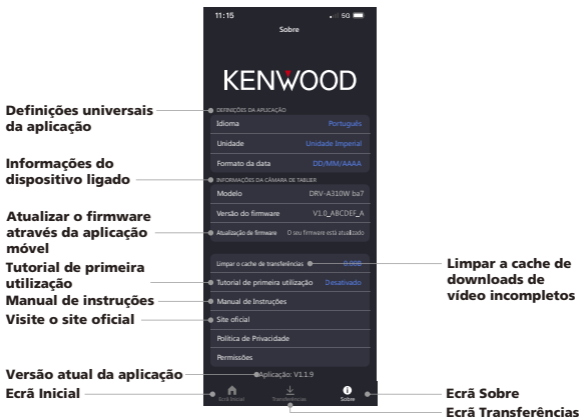 11:15
5G
Sobre
KENWOOD
Definições universais
da aplicação
DEFINIÇÕES DA APLICAÇÃO
Idioma Português
Unidade Unidade Imperial
Formato da data DD/MM/AAAA
Informações do
dispositivo ligado
INFORMAÇÕES DA CÂMARA DE TABLIER
Modelo DRV-A310W ba7
Versão do firmware V1.0_ABCDEF_A
Atualizar o firmware
através da aplicação
móvel
Atualização de firmware O seu firmware está atualizado
Limpar o cache de transferências 0.00B
Limpar a cache de
downloads de
vídeo incompletos
Tutorial de primeira
utilização
Tutorial de primeira utilização Desativado
Manual de instruções
Manual de Instruções
Visite o site oficial
Site oficial
Política de Privacidade
Permissões
Versão atual da aplicação
Aplicação: V1.1.9
Ecrã Inicial
Ecrã Inicial Transferências Sobre
Ecrã Sobre
Ecrã Transferências